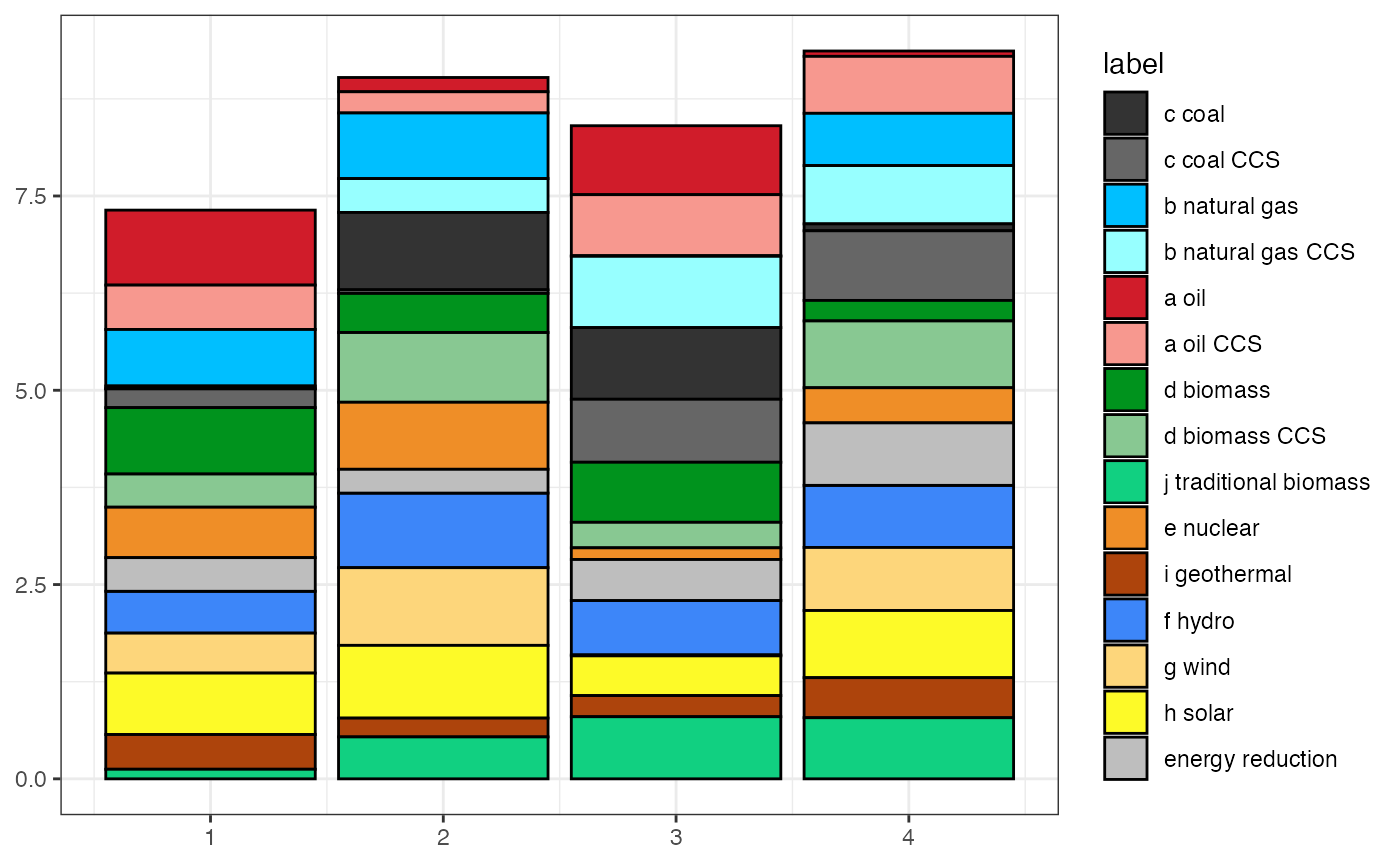 7.5
5.0
2.5
0.0
1
2
3
4
label
c coal
c coal CCS
b natural gas
b natural gas CCS
a oil
a oil CCS
d biomass
d biomass CCS
j traditional biomass
e nuclear
i geothermal
f hydro
g wind
h solar
energy reduction